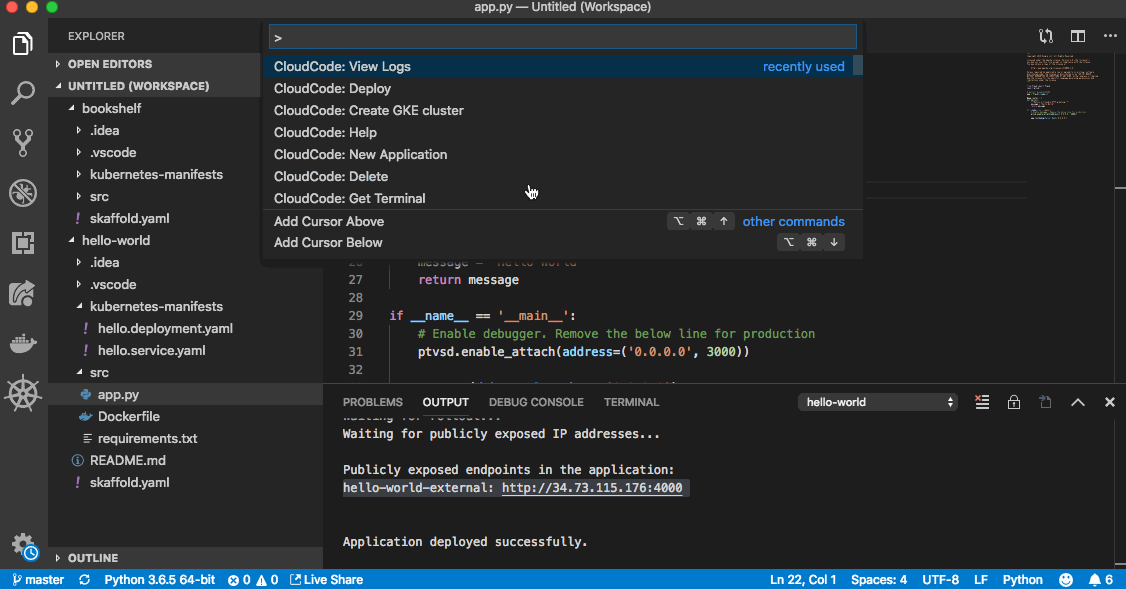 app.py — Untitled (Workspace)
EXPLORER
OPEN EDITORS
UNTITLED (WORKSPACE)
bookshelf
.idea
.vscode
kubernetes-manifests
src
! skaffold.yaml
hello-world
.idea
.vscode
kubernetes-manifests
! hello.deployment.yaml
! hello.service.yaml
src
app.py
Dockerfile
requirements.txt
README.md
! skaffold.yaml
OUTLINE
>
CloudCode: View Logs recently used
CloudCode: Deploy
CloudCode: Create GKE cluster
CloudCode: Help
CloudCode: New Application
CloudCode: Delete
CloudCode: Get Terminal
Add Cursor Above ⌥ ⌘ ↑ other commands
Add Cursor Below ⌥ ⌘ ↓
26 message = "Hello World"
27 return message
28
29 if __name__ == '__main__':
30 # Enable debugger. Remove the below line for production
31 ptvsd.enable_attach(address=('0.0.0.0', 3000))
32
PROBLEMS OUTPUT DEBUG CONSOLE TERMINAL hello-world
Waiting for rollout...
Waiting for publicly exposed IP addresses...
Publicly exposed endpoints in the application:
hello-world-external: http://34.73.115.176:4000
Application deployed successfully.
master Python 3.6.5 64-bit 0 0 Live Share Ln 22, Col 1 Spaces: 4 UTF-8 LF Python 6